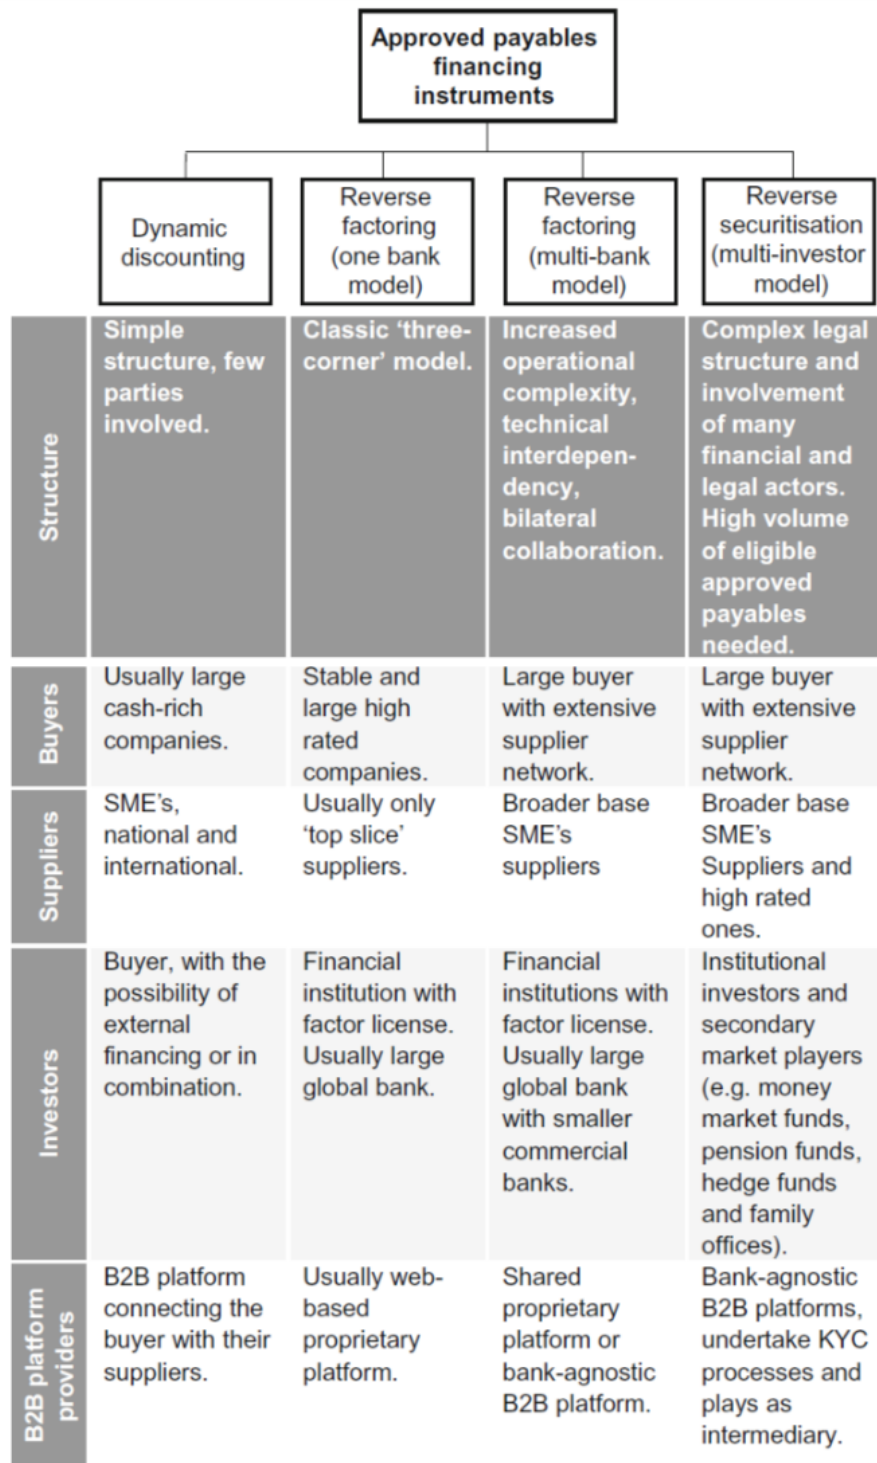 Approved payables
financing
instruments
Dynamic
discounting
Reverse
factoring
(one bank
model)
Reverse
factoring
(multi-bank
model)
Reverse
securitisation
(multi-investor
model)
Structure
Simple
structure, few
parties
involved.
Classic ‘three-
corner’ model.
Increased
operational
complexity,
technical
interdepen-
dency,
bilateral
collaboration.
Complex legal
structure and
involvement
of many
financial and
legal actors.
High volume
of eligible
approved
payables
needed.
Buyers
Usually large
cash-rich
companies.
Stable and
large high
rated
companies.
Large buyer
with extensive
supplier
network.
Large buyer
with extensive
supplier
network.
Suppliers
SME’s,
national and
international.
Usually only
‘top slice’
suppliers.
Broader base
SME’s
suppliers
Broader base
SME’s
Suppliers and
high rated
ones.
Investors
Buyer, with the
possibility of
external
financing or in
combination.
Financial
institution with
factor license.
Usually large
global bank.
Financial
institutions with
factor license.
Usually large
global bank
with smaller
commercial
banks.
Institutional
investors and
secondary
market players
(e.g. money
market funds,
pension funds,
hedge funds
and family
offices).
B2B platform
providers
B2B platform
connecting the
buyer with their
suppliers.
Usually web-
based
proprietary
platform.
Shared
proprietary
platform or
bank-agnostic
B2B platform.
Bank-agnostic
B2B platforms,
undertake KYC
processes and
plays as
intermediary.